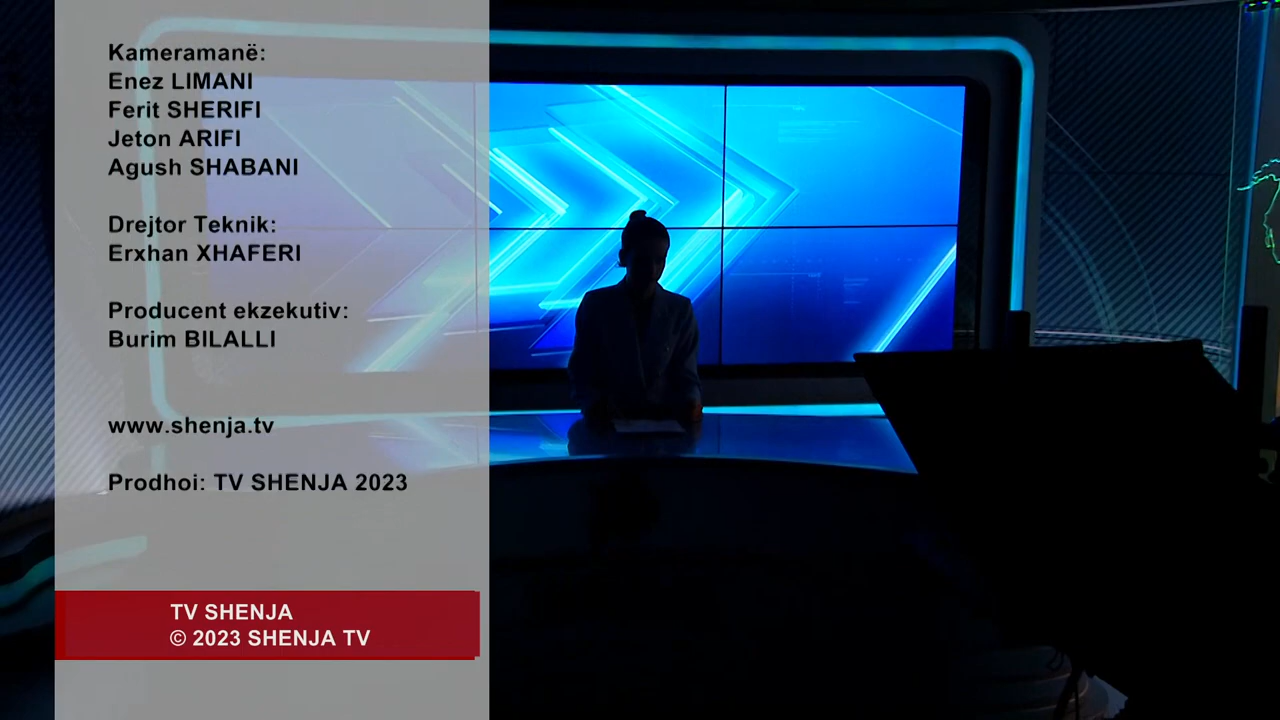 Kameramanë:
Enez LIMANI
Ferit SHERIFI
Jeton ARIFI
Agush SHABANI
Drejtor Teknik:
Erxhan XHAFERI
Producent ekzekutiv:
Burim BILALLI
www.shenja.tv
Prodhoi: TV SHENJA 2023
TV SHENJA
© 2023 SHENJA TV